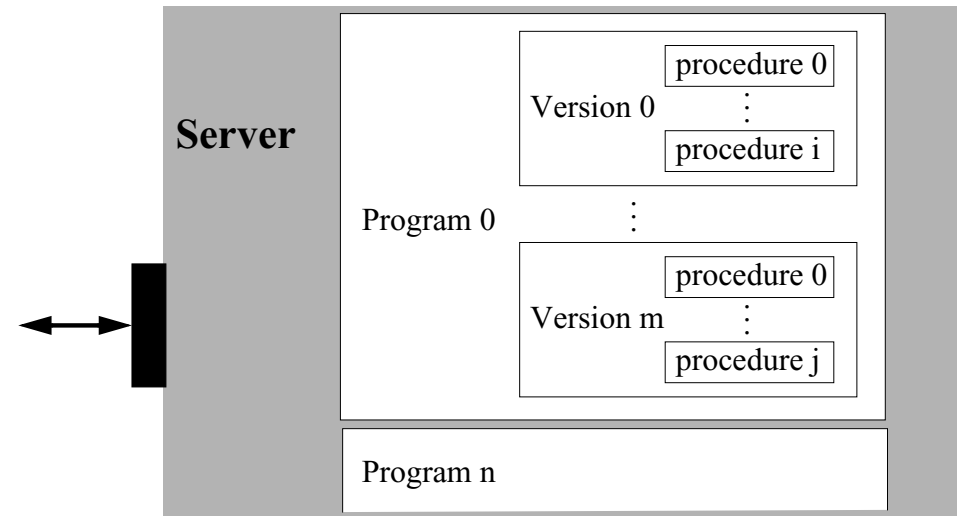 Server
Program 0
Version 0
procedure 0
⋮
procedure i
⋮
Version m
procedure 0
⋮
procedure j
Program n